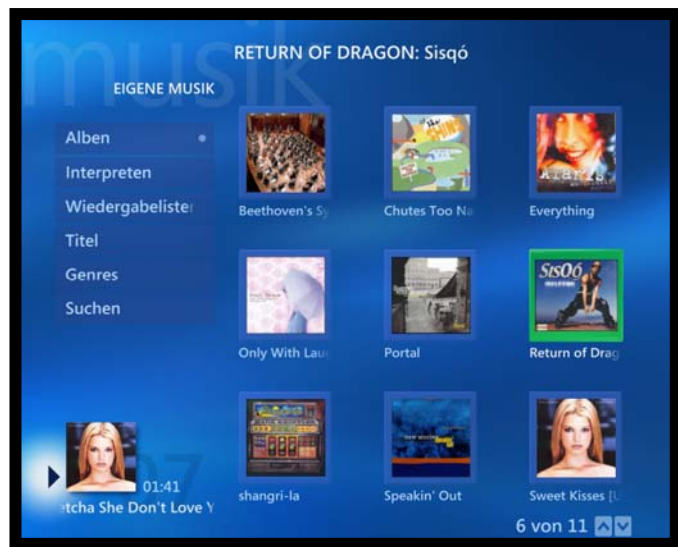 musik
RETURN OF DRAGON: Sisqó
EIGENE MUSIK
Alben
Interpreten
Wiedergabelister
Titel
Genres
Suchen
Beethoven's Sy
Chutes Too Na
Everything
Only With Lau
Portal
Return of Drag
shangri-la
Speakin' Out
Sweet Kisses [U
01:41
etcha She Don't Love Y
6 von 11